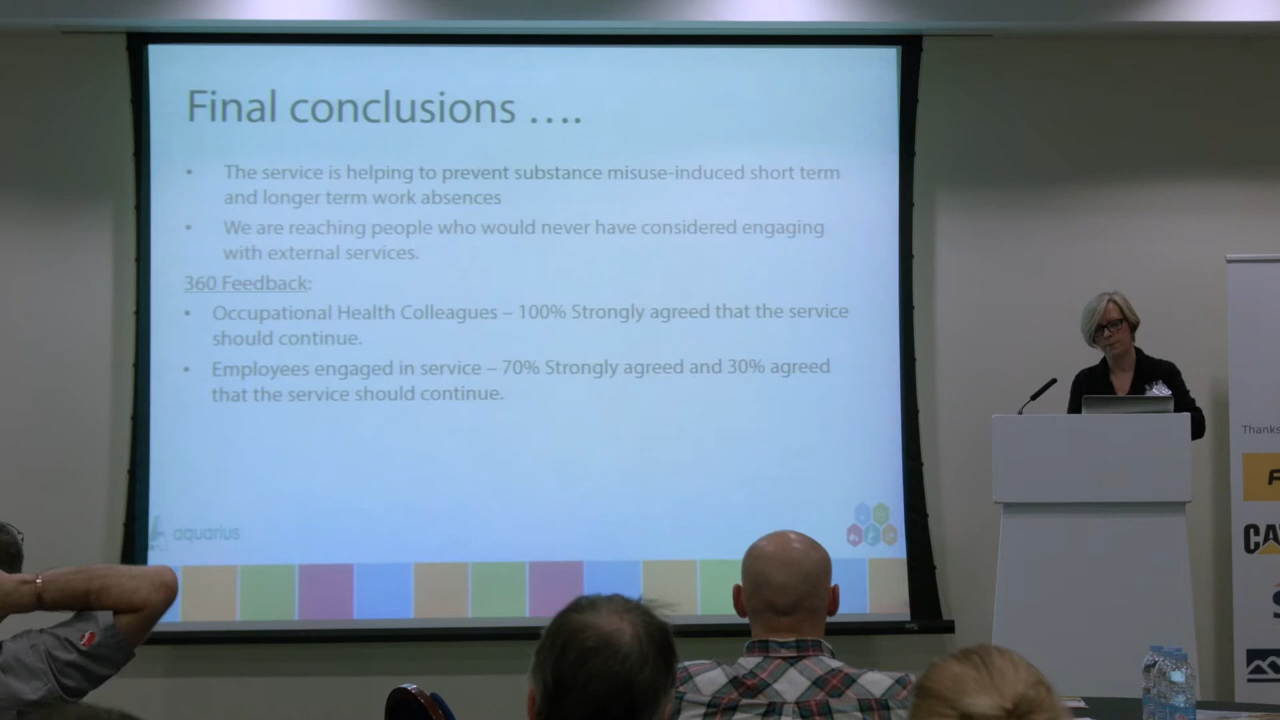 Final conclusions ....
• The service is helping to prevent substance misuse-induced short term
and longer term work absences
• We are reaching people who would never have considered engaging
with external services.
360 Feedback:
• Occupational Health Colleagues – 100% Strongly agreed that the service
should continue.
• Employees engaged in service – 70% Strongly agreed and 30% agreed
that the service should continue.
aquarius
Thanks